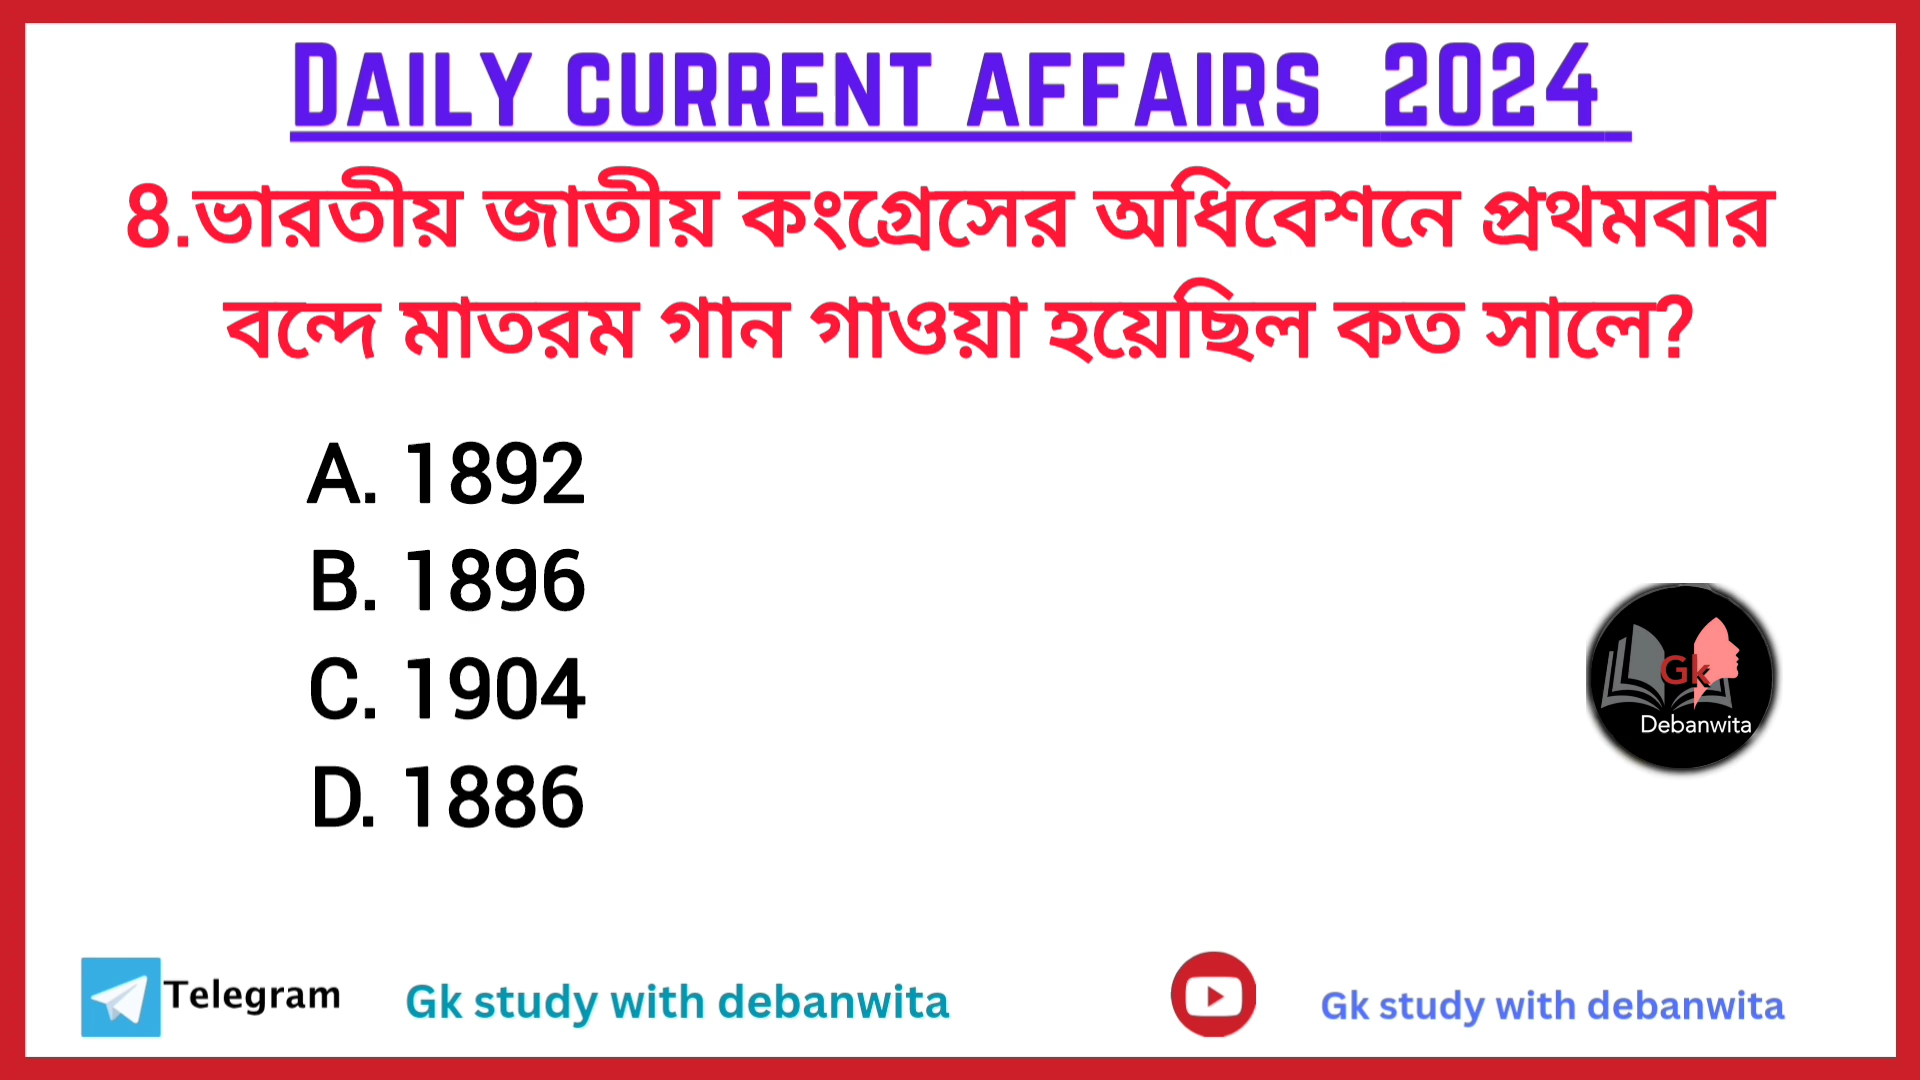 DAILY CURRENT AFFAIRS 2024
8.ভারতীয় জাতীয় কংগ্রেসের অধিবেশনে প্রথমবার
বন্দে মাতরম গান গাওয়া হয়েছিল কত সালে?
A. 1892
B. 1896
C. 1904
D. 1886
Gk
Debanwita
Telegram
Gk study with debanwita
Gk study with debanwita